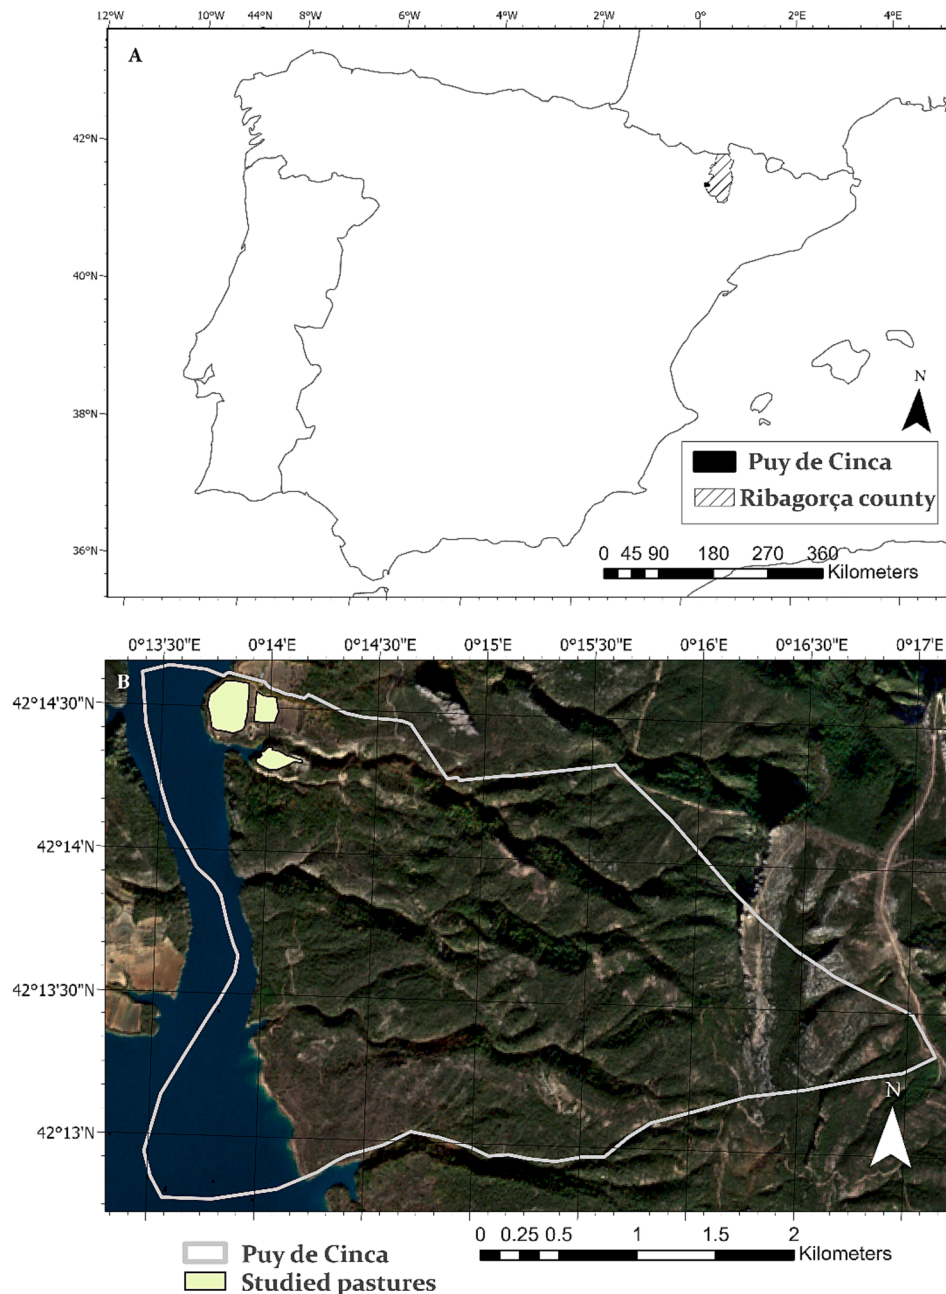 12°W 10°W 44°N 8°W 6°W 4°W 2°W 0° 2°E 4°E
A
42°N
40°N
38°N
36°N
N
Puy de Cinca
Ribagorça county
0 45 90 180 270 360
Kilometers
0°13'30"E 0°14'E 0°14'30"E 0°15'E 0°15'30"E 0°16'E 0°16'30"E 0°17'E
B
42°14'30"N
42°14'N
42°13'30"N
42°13'N
N
0 0.25 0.5 1 1.5 2
Kilometers
Puy de Cinca
Studied pastures